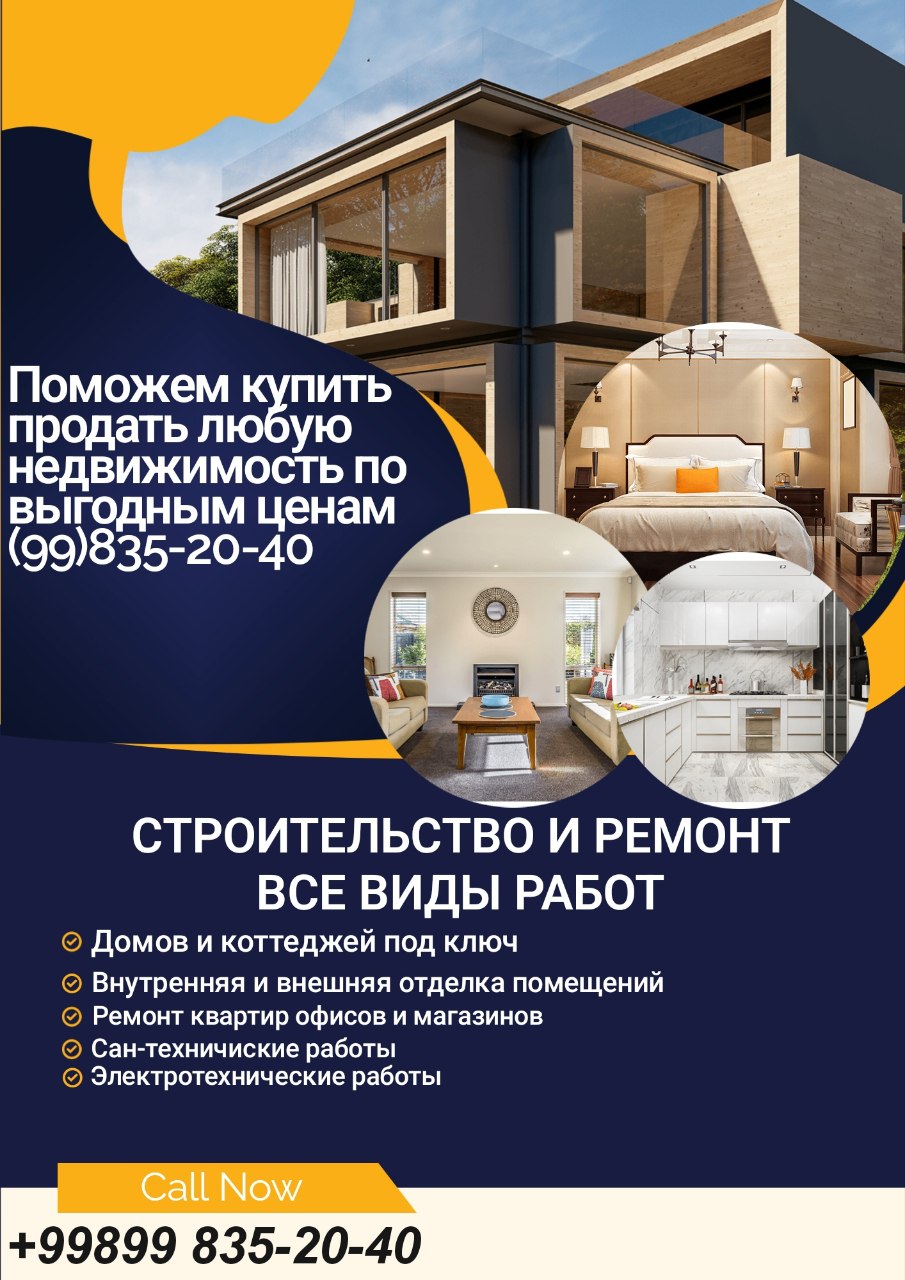 Поможем купить
продать любую
недвижимость по
выгодным ценам
(99)835-20-40
СТРОИТЕЛЬСТВО И РЕМОНТ
ВСЕ ВИДЫ РАБОТ
Домов и коттеджей под ключ
Внутренняя и внешняя отделка помещений
Ремонт квартир офисов и магазинов
Сан-техничиские работы
Электротехнические работы
Call Now
+99899 835-20-40